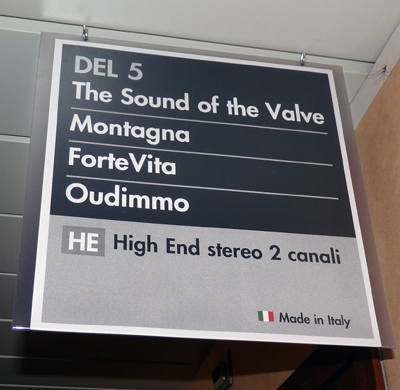 DEL 5
The Sound of the Valve
Montagna
ForteVita
Oudimmo
HE High End stereo 2 canali
Made in Italy